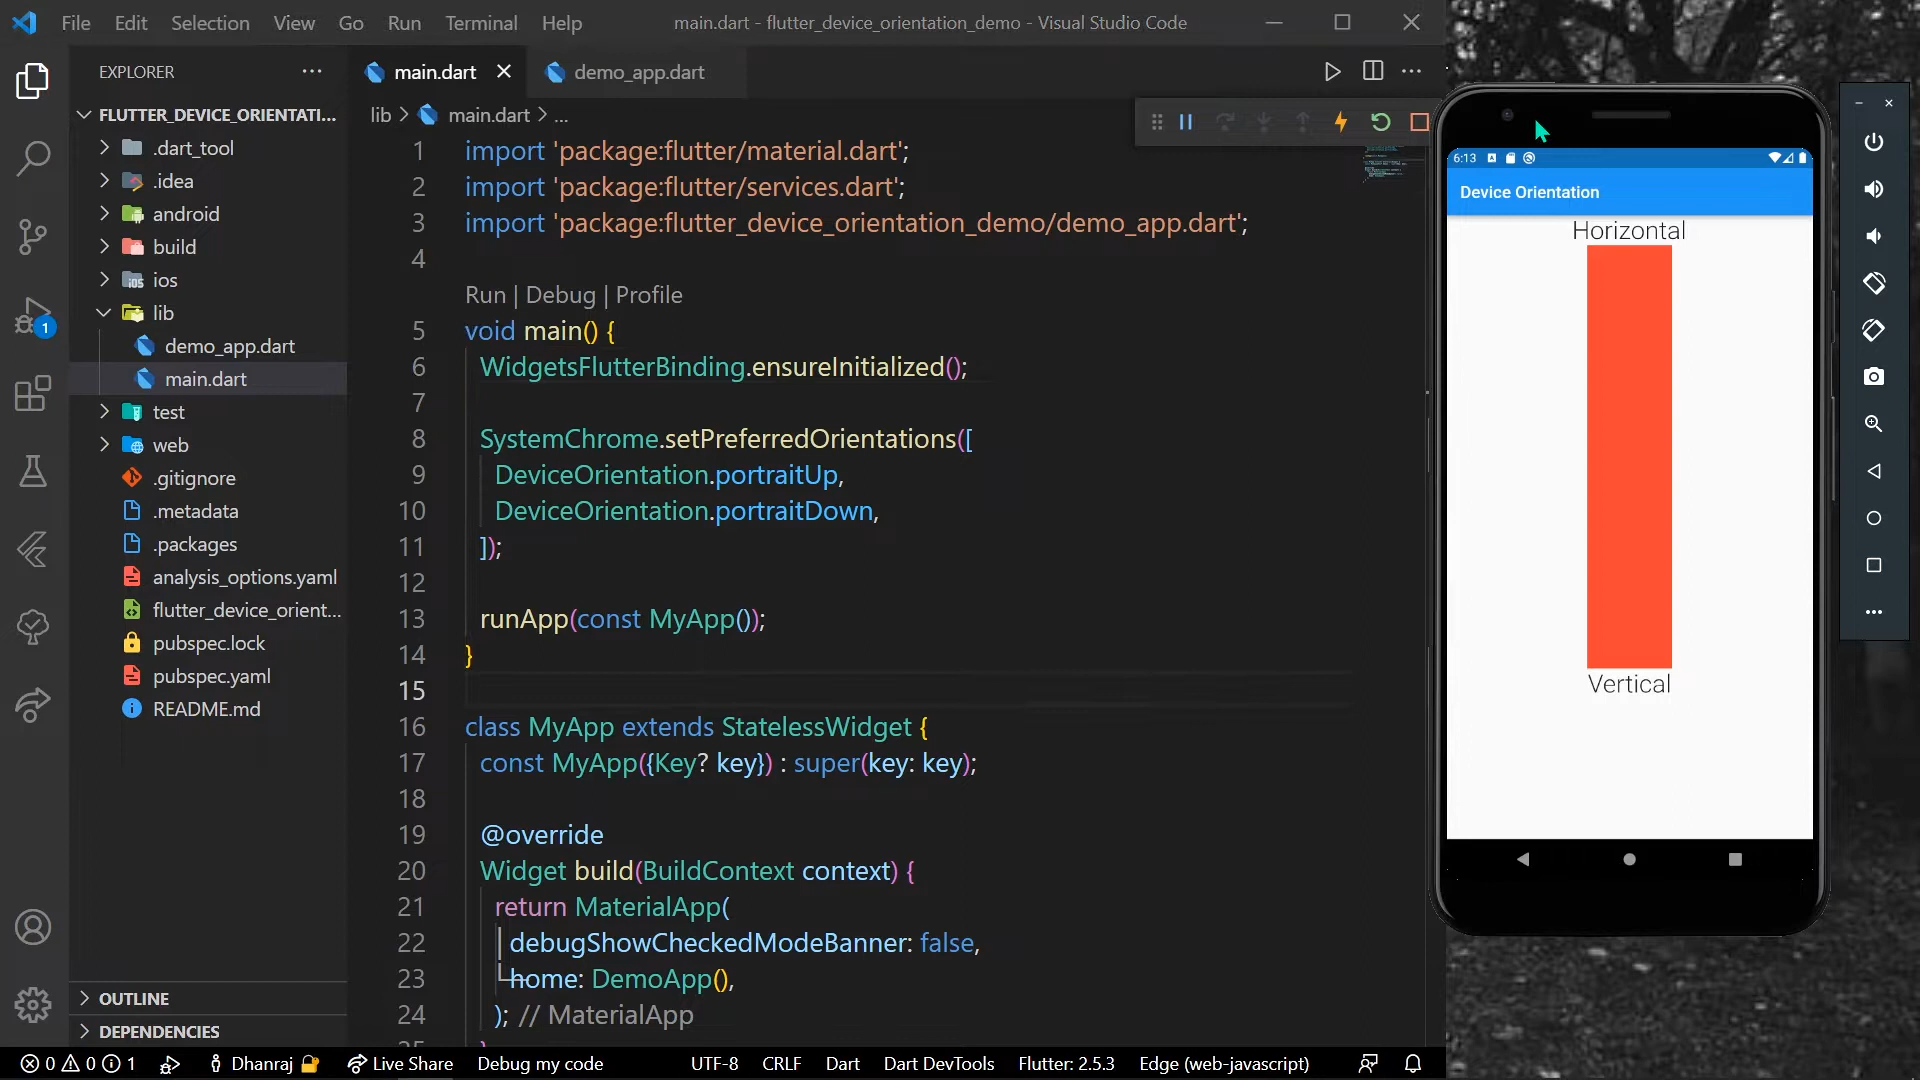 File Edit Selection View Go Run Terminal Help
main.dart - flutter_device_orientation_demo - Visual Studio Code
EXPLORER
main.dart
demo_app.dart
FLUTTER_DEVICE_ORIENTATI...
lib > main.dart > ...
.dart_tool
.idea
android
build
ios
lib
demo_app.dart
main.dart
test
web
.gitignore
.metadata
.packages
analysis_options.yaml
flutter_device_orient...
pubspec.lock
pubspec.yaml
README.md
OUTLINE
DEPENDENCIES
1
1 import 'package:flutter/material.dart';
2 import 'package:flutter/services.dart';
3 import 'package:flutter_device_orientation_demo/demo_app.dart';
4
Run | Debug | Profile
5 void main() {
6 WidgetsFlutterBinding.ensureInitialized();
7
8 SystemChrome.setPreferredOrientations([
9 DeviceOrientation.portraitUp,
10 DeviceOrientation.portraitDown,
11 ]);
12
13 runApp(const MyApp());
14 }
15
16 class MyApp extends StatelessWidget {
17 const MyApp({Key? key}) : super(key: key);
18
19 @override
20 Widget build(BuildContext context) {
21 return MaterialApp(
22 debugShowCheckedModeBanner: false,
23 home: DemoApp(),
24 ); // MaterialApp
25 }
6:13
Device Orientation
Horizontal
Vertical
0 0 1 Dhanraj Live Share Debug my code UTF-8 CRLF Dart Dart DevTools Flutter: 2.5.3 Edge (web-javascript)